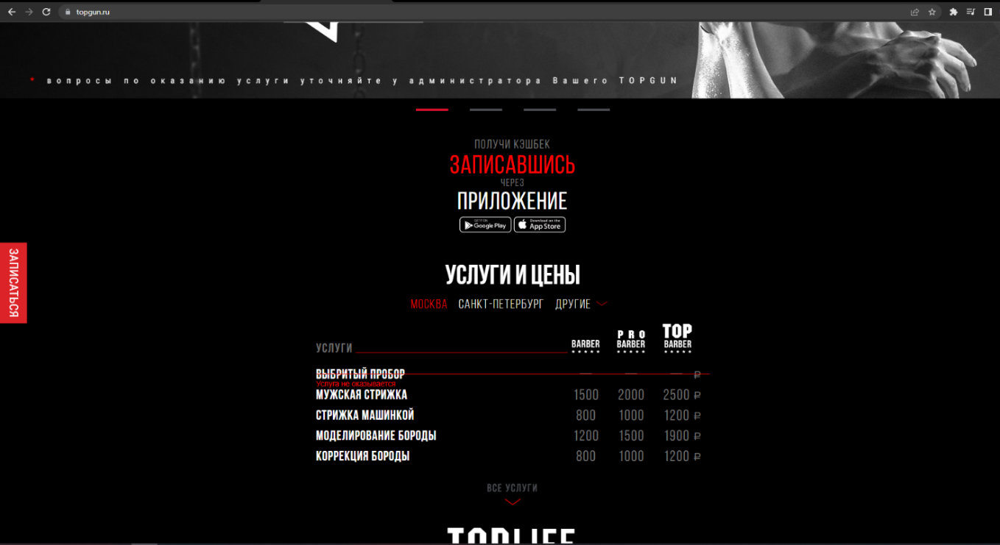 topgun.ru
* вопросы по оказанию услуги уточняйте у администратора Вашего TOPGUN
ПОЛУЧИ КЭШБЕК
ЗАПИСАВШИСЬ
ЧЕРЕЗ
ПРИЛОЖЕНИЕ
GET IT ON Google Play Download on the App Store
ЗАПИСАТЬСЯ
УСЛУГИ И ЦЕНЫ
МОСКВА САНКТ-ПЕТЕРБУРГ ДРУГИЕ
УСЛУГИ BARBER PRO BARBER TOP BARBER
ВЫБРИТЫЙ ПРОБОР — — — ₽
Услуга не оказывается
МУЖСКАЯ СТРИЖКА 1500 2000 2500 ₽
СТРИЖКА МАШИНКОЙ 800 1000 1200 ₽
МОДЕЛИРОВАНИЕ БОРОДЫ 1200 1500 1900 ₽
КОРРЕКЦИЯ БОРОДЫ 800 1000 1200 ₽
ВСЕ УСЛУГИ
TOPLIFE